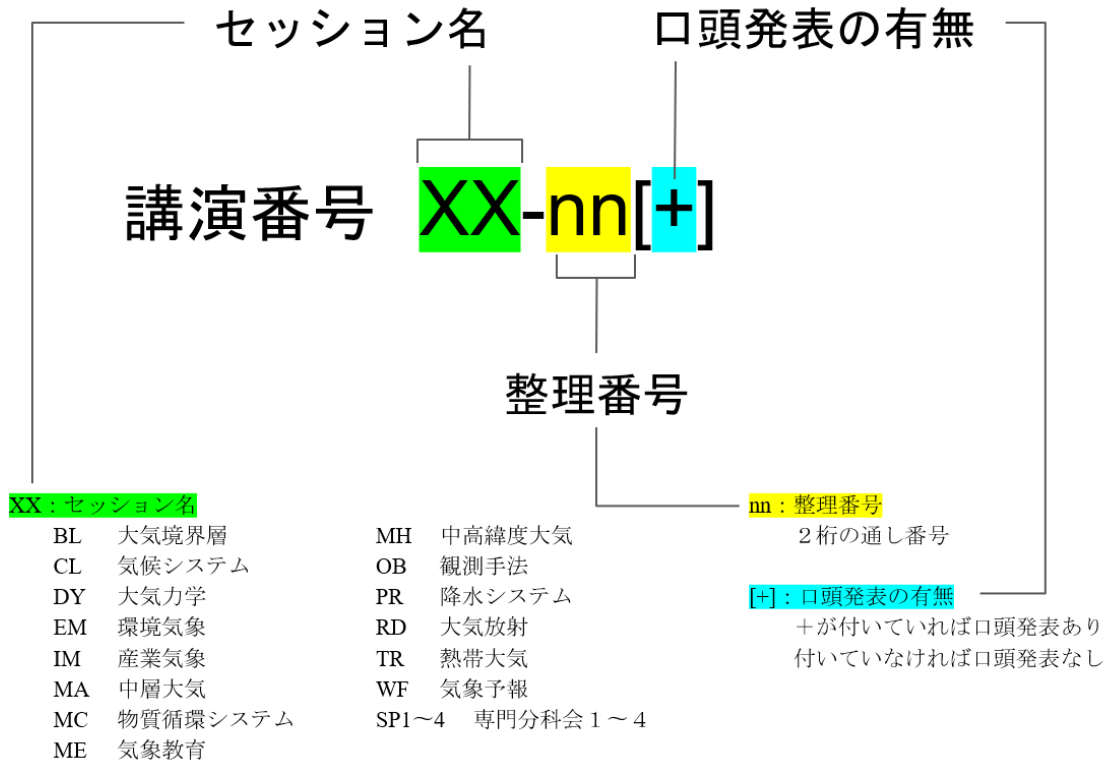 セッション名
口頭発表の有無
講演番号 XX-nn[+]
整理番号
XX：セッション名
BL 大気境界層
CL 気候システム
DY 大気力学
EM 環境気象
IM 産業気象
MA 中層大気
MC 物質循環システム
ME 気象教育
MH 中高緯度大気
OB 観測手法
PR 降水システム
RD 大気放射
TR 熱帯大気
WF 気象予報
SP1～4 専門分科会１～４
nn：整理番号
２桁の通し番号
[+]：口頭発表の有無
＋が付いていれば口頭発表あり
付いていなければ口頭発表なし